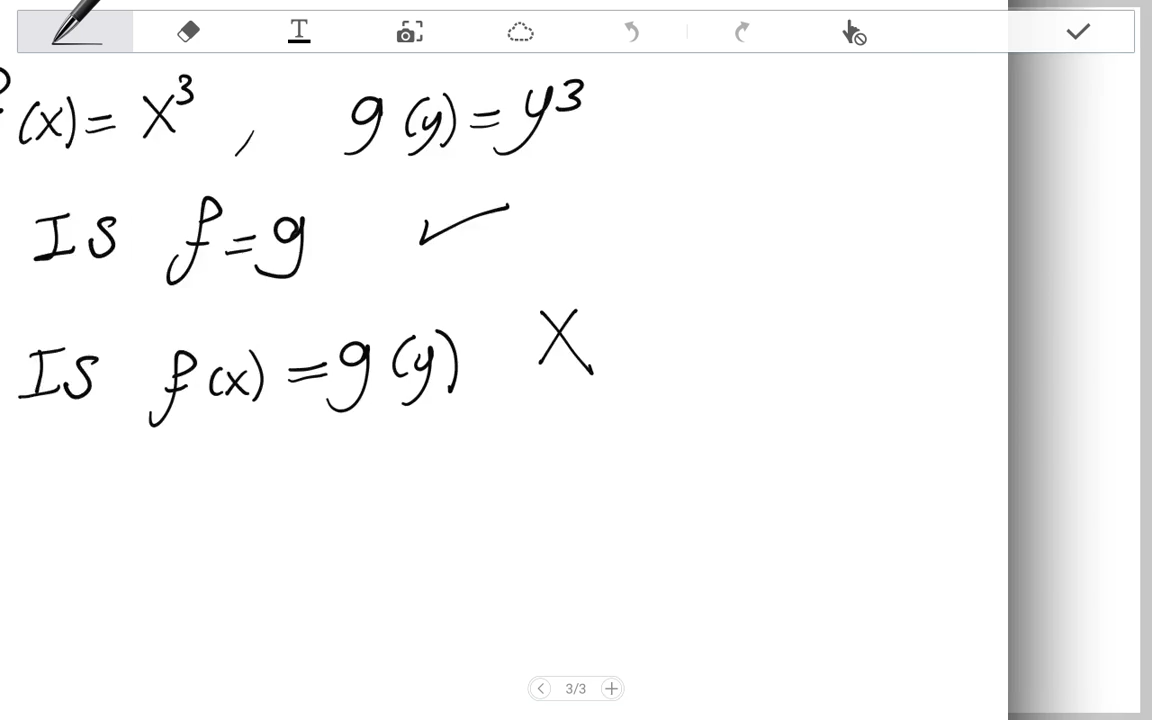 f(x) = x³ , g(y) = y³
Is f = g ✓
Is f(x) = g(y) X
3/3